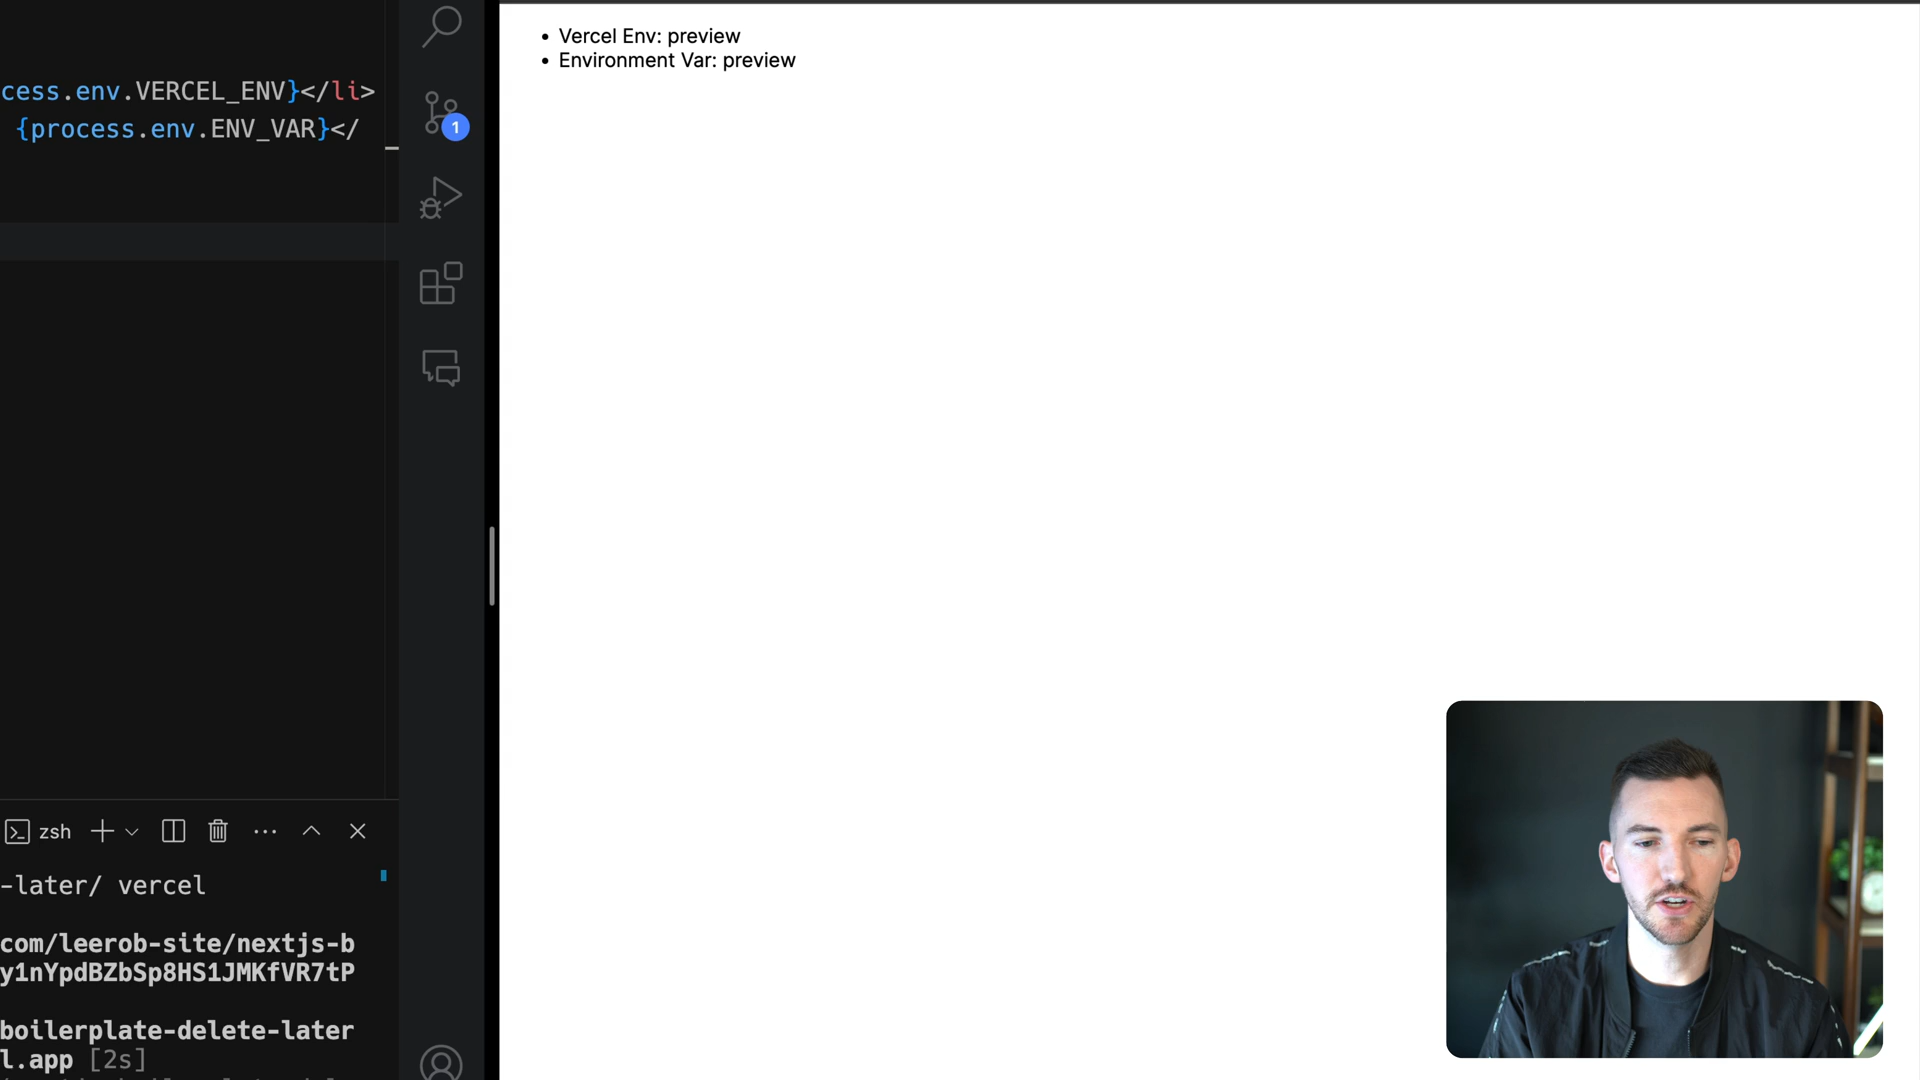 cess.env.VERCEL_ENV}</li>
{process.env.ENV_VAR}</
1
zsh
-later/ vercel
com/leerob-site/nextjs-b
y1nYpdBZbSp8HS1JMKfVR7tP
boilerplate-delete-later
l.app [2s]
Vercel Env: preview
Environment Var: preview